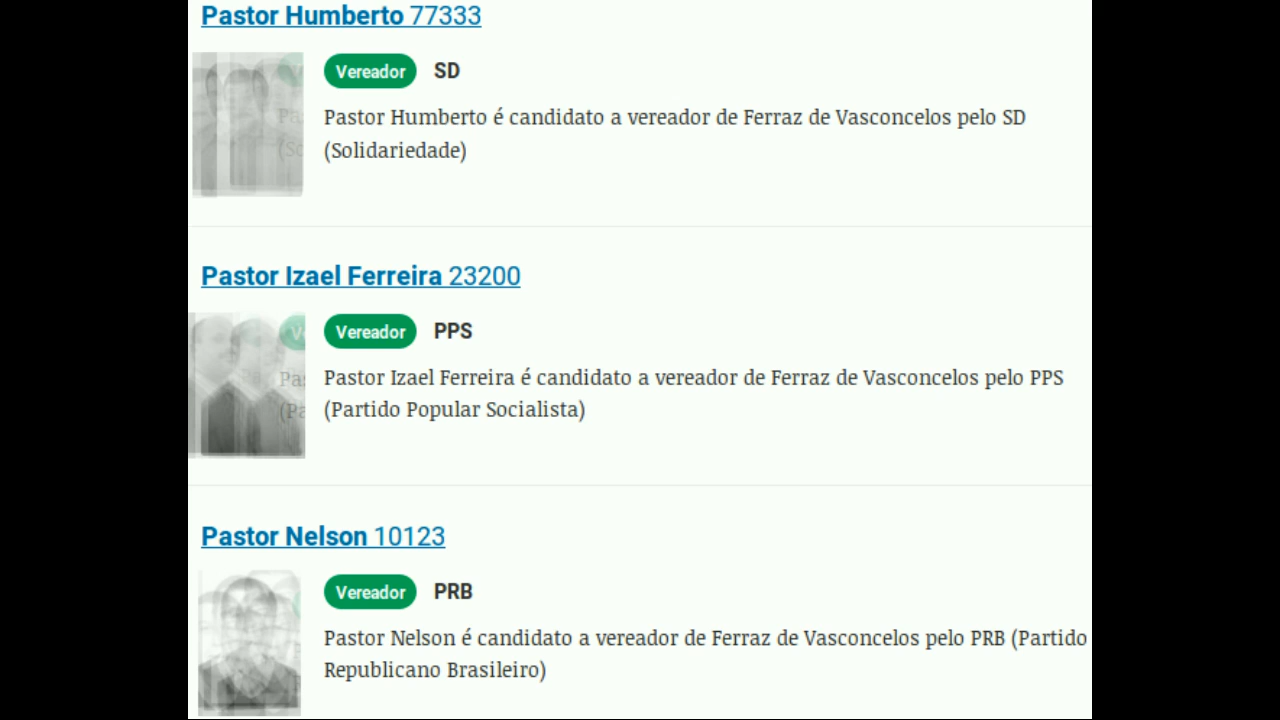 Pastor Humberto 77333
Vereador SD
Pastor Humberto é candidato a vereador de Ferraz de Vasconcelos pelo SD
(Solidariedade)
Pastor Izael Ferreira 23200
Vereador PPS
Pastor Izael Ferreira é candidato a vereador de Ferraz de Vasconcelos pelo PPS
(Partido Popular Socialista)
Pastor Nelson 10123
Vereador PRB
Pastor Nelson é candidato a vereador de Ferraz de Vasconcelos pelo PRB (Partido
Republicano Brasileiro)